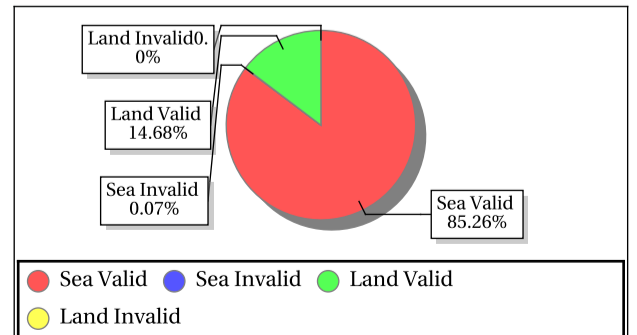 Land Invalid0.
0%
Land Valid
14.68%
Sea Invalid
0.07%
Sea Valid
85.26%
Sea Valid Sea Invalid Land Valid
Land Invalid